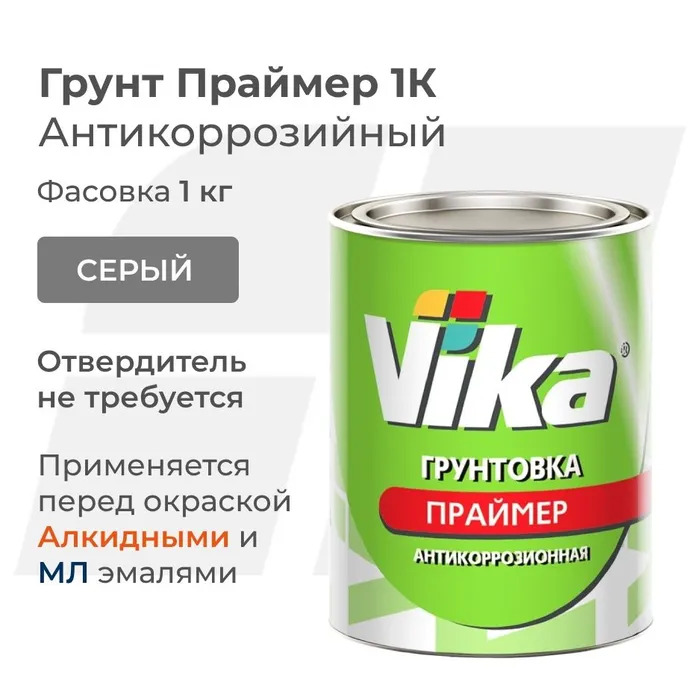 Грунт Праймер 1К
Антикоррозийный
Фасовка 1 кг
СЕРЫЙ
Отвердитель
не требуется
Применяется
перед окраской
Алкидными и
МЛ эмалями
Vika®
ГРУНТОВКА
ПРАЙМЕР
АНТИКОРРОЗИОННАЯ